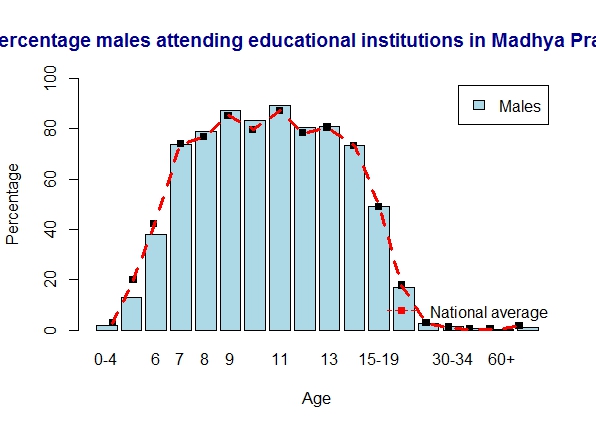 ercentage males attending educational institutions in Madhya Pra
100
80
60
40
20
0
Percentage
Males
National average
0-4 6 7 8 9 11 13 15-19 30-34 60+
Age